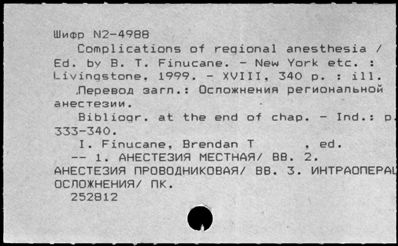 Шифр N2-4988
Complications of regional anesthesia /
Ed. by B. T. Finucane. - New York etc. :
Livingstone, 1999. - XVIII, 340 p. : ill.
Перевод загл.: Осложнения региональной
анестезии.
Bibliogr. at the end of chap. - Ind.: p.
333-340.
I. Finucane, Brendan T , ed.
-- 1. АНЕСТЕЗИЯ МЕСТНАЯ/ ВВ. 2.
АНЕСТЕЗИЯ ПРОВОДНИКОВАЯ/ ВВ. 3. ИНТРАОПЕРАЦ
ОСЛОЖНЕНИЯ/ ПК.
252812